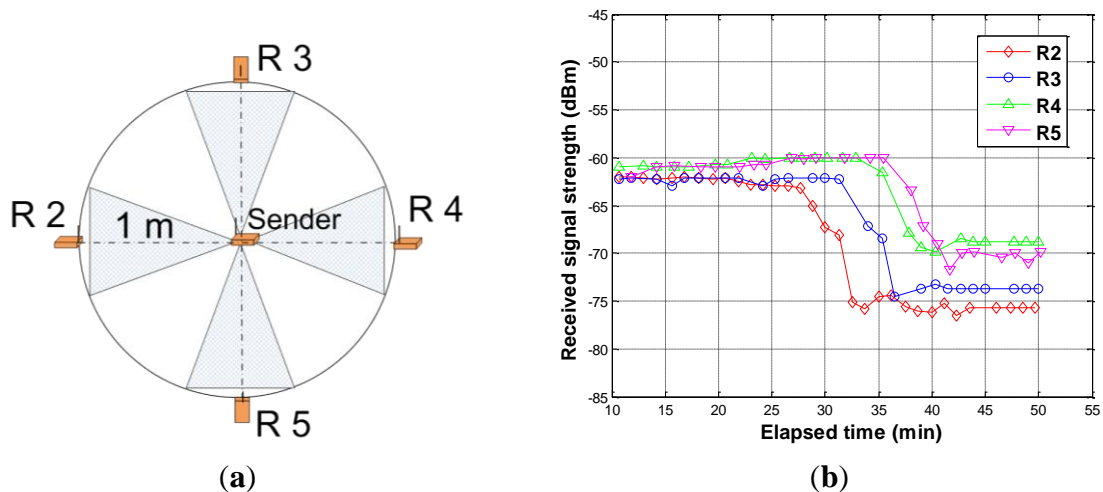 R 3
R 2
1 m
Sender
R 4
R 5
(a)
Received signal strength (dBm)
-45
-50
-55
-60
-65
-70
-75
-80
-85
R2
R3
R4
R5
10 15 20 25 30 35 40 45 50 55
Elapsed time (min)
(b)